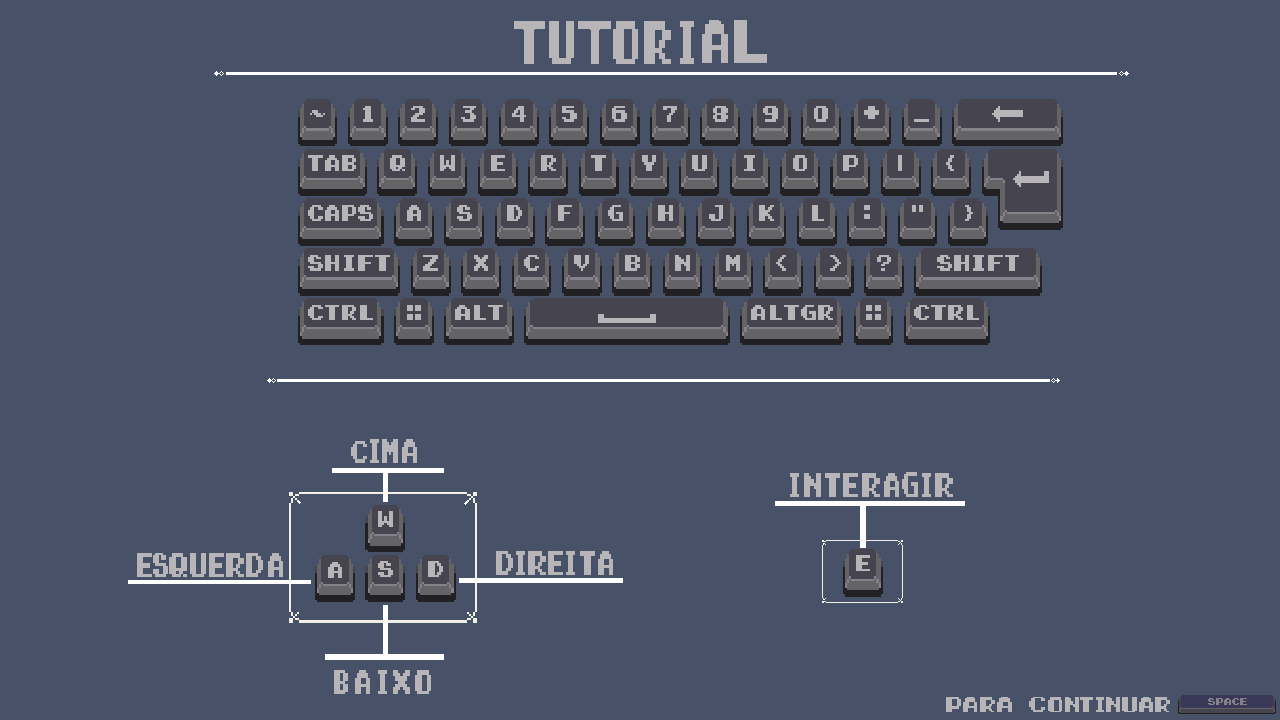 TUTORIAL
~ 1 2 3 4 5 6 7 8 9 0 + _ ←
TAB Q W E R T Y U I O P | {
CAPS A S D F G H J K L : " }
SHIFT Z X C V B N M < > ? SHIFT
CTRL ALT ALTGR CTRL
CIMA
INTERAGIR
W
ESQUERDA A S D DIREITA
E
BAIXO
PARA CONTINUAR SPACE